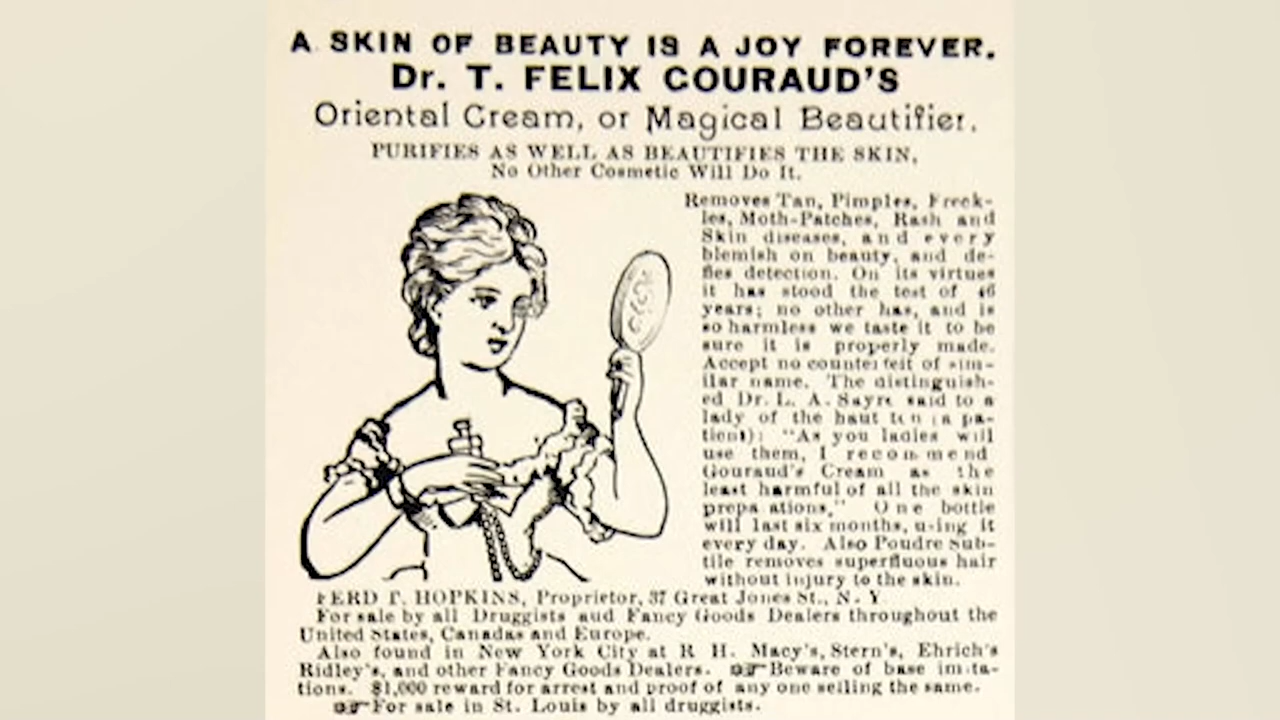 A SKIN OF BEAUTY IS A JOY FOREVER.
Dr. T. FELIX GOURAUD'S
Oriental Cream, or Magical Beautifier.
PURIFIES AS WELL AS BEAUTIFIES THE SKIN,
No Other Cosmetic Will Do It.
Removes Tan, Pimples, Freck-
les, Moth-Patches, Rash and
Skin diseases, and every
blemish on beauty, and de-
fies detection. On its virtues
it has stood the test of 46
years; no other has, and is
so harmless we taste it to be
sure it is properly made.
Accept no counterfeit of sim-
ilar name. The distinguish-
ed Dr. L. A. Sayre said to a
lady of the haut ton (a pa-
tient): "As you ladies will
use them, I recommend
Gouraud's Cream as the
least harmful of all the skin
prepa ations," One bottle
will last six months, using it
every day. Also Poudre Sub-
tile removes superfluous hair
without injury to the skin.
FERD T. HOPKINS, Proprietor, 37 Great Jones St., N. Y.
For sale by all Druggists and Fancy Goods Dealers throughout the
United States, Canadas and Europe.
Also found in New York City at R H. Macy's, Stern's, Ehrich's
Ridley's, and other Fancy Goods Dealers. ☞Beware of base imita-
tions. $1,000 reward for arrest and proof of any one selling the same.
☞For sale in St. Louis by all druggists.